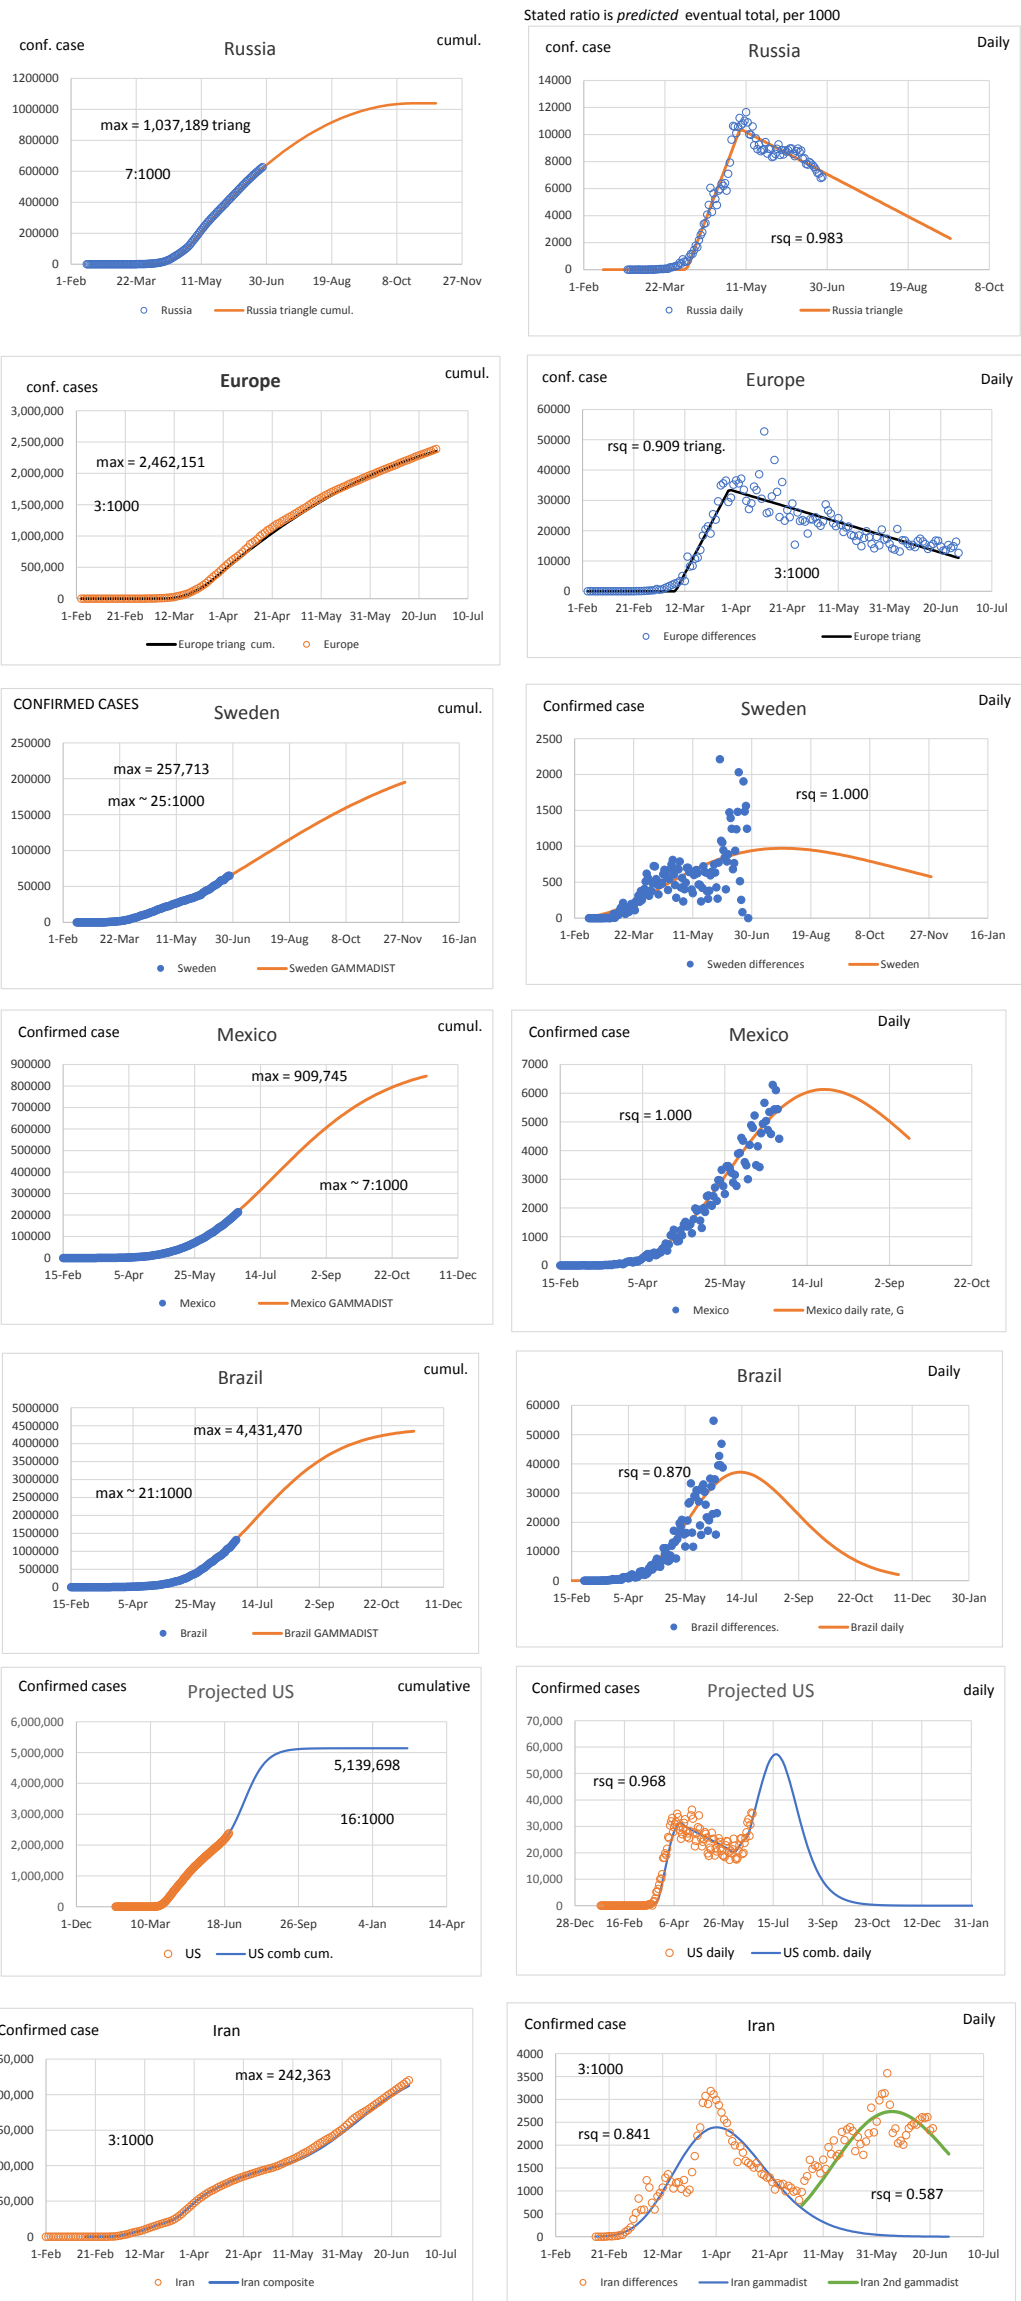 Stated ratio is predicted eventual total, per 1000
conf. case
Russia
cumul.
1200000
1000000
800000
600000
400000
200000
0
max = 1,037,189 triang
7:1000
1-Feb 22-Mar 11-May 30-Jun 19-Aug 8-Oct 27-Nov
Russia Russia triangle cumul.
conf. case
Russia
Daily
14000
12000
10000
8000
6000
4000
2000
0
rsq = 0.983
1-Feb 22-Mar 11-May 30-Jun 19-Aug 8-Oct
Russia daily Russia triangle
conf. cases
Europe
cumul.
3,000,000
2,500,000
2,000,000
1,500,000
1,000,000
500,000
0
max = 2,462,151
3:1000
1-Feb 21-Feb 12-Mar 1-Apr 21-Apr 11-May 31-May 20-Jun 10-Jul
Europe triang cum. Europe
conf. case
Europe
Daily
60000
50000
40000
30000
20000
10000
0
rsq = 0.909 triang.
3:1000
1-Feb 21-Feb 12-Mar 1-Apr 21-Apr 11-May 31-May 20-Jun 10-Jul
Europe differences Europe triang
CONFIRMED CASES
Sweden
cumul.
250000
200000
150000
100000
50000
0
max = 257,713
max ~ 25:1000
1-Feb 22-Mar 11-May 30-Jun 19-Aug 8-Oct 27-Nov 16-Jan
Sweden Sweden GAMMADIST
Confirmed case
Sweden
Daily
2500
2000
1500
1000
500
0
rsq = 1.000
1-Feb 22-Mar 11-May 30-Jun 19-Aug 8-Oct 27-Nov 16-Jan
Sweden differences Sweden
Confirmed case
Mexico
cumul.
900000
800000
700000
600000
500000
400000
300000
200000
100000
0
max = 909,745
max ~ 7:1000
15-Feb 5-Apr 25-May 14-Jul 2-Sep 22-Oct 11-Dec
Mexico Mexico GAMMADIST
Confirmed case
Mexico
Daily
7000
6000
5000
4000
3000
2000
1000
0
rsq = 1.000
15-Feb 5-Apr 25-May 14-Jul 2-Sep 22-Oct
Mexico Mexico daily rate, G
Brazil
cumul.
5000000
4500000
4000000
3500000
3000000
2500000
2000000
1500000
1000000
500000
0
max = 4,431,470
max ~ 21:1000
15-Feb 5-Apr 25-May 14-Jul 2-Sep 22-Oct 11-Dec
Brazil Brazil GAMMADIST
Brazil
Daily
60000
50000
40000
30000
20000
10000
0
rsq = 0.870
15-Feb 5-Apr 25-May 14-Jul 2-Sep 22-Oct 11-Dec 30-Jan
Brazil differences. Brazil daily
Confirmed cases
Projected US
cumulative
6,000,000
5,000,000
4,000,000
3,000,000
2,000,000
1,000,000
0
5,139,698
16:1000
1-Dec 10-Mar 18-Jun 26-Sep 4-Jan 14-Apr
US US comb cum.
Confirmed cases
Projected US
daily
70,000
60,000
50,000
40,000
30,000
20,000
10,000
0
rsq = 0.968
28-Dec 16-Feb 6-Apr 26-May 15-Jul 3-Sep 23-Oct 12-Dec 31-Jan
US daily US comb. daily
Confirmed case
Iran
50,000
00,000
50,000
00,000
50,000
0
max = 242,363
3:1000
1-Feb 21-Feb 12-Mar 1-Apr 21-Apr 11-May 31-May 20-Jun 10-Jul
Iran Iran composite
Confirmed case
Iran
Daily
4000
3500
3000
2500
2000
1500
1000
500
0
3:1000
rsq = 0.841
rsq = 0.587
1-Feb 21-Feb 12-Mar 1-Apr 21-Apr 11-May 31-May 20-Jun 10-Jul
Iran differences Iran gammadist Iran 2nd gammadist